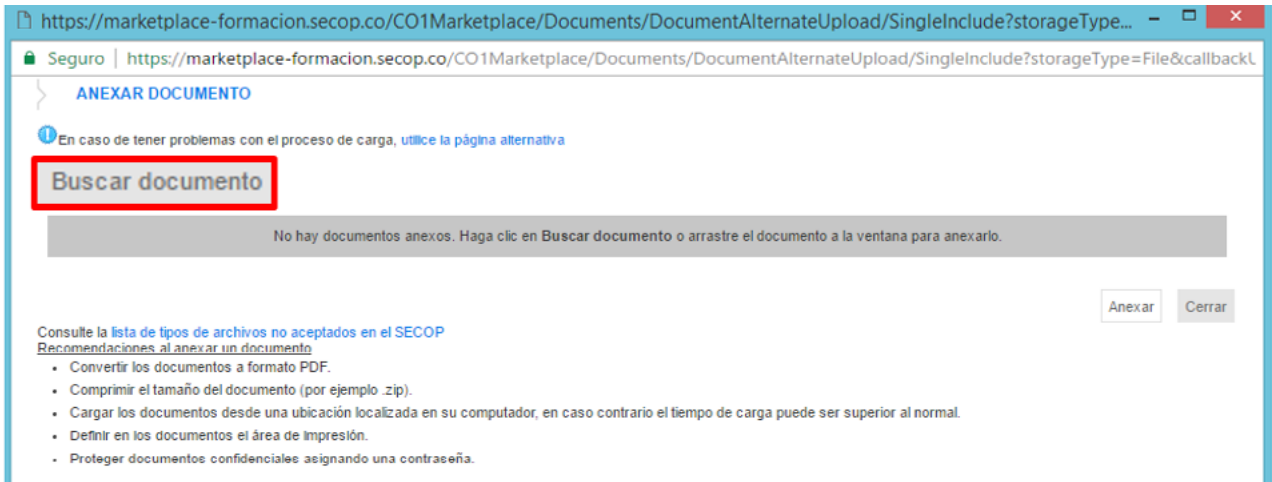 https://marketplace-formacion.secop.co/CO1Marketplace/Documents/DocumentAlternateUpload/SingleInclude?storageType...
Seguro | https://marketplace-formacion.secop.co/CO1Marketplace/Documents/DocumentAlternateUpload/SingleInclude?storageType=File&callbackU
ANEXAR DOCUMENTO
En caso de tener problemas con el proceso de carga, utilice la página alternativa
Buscar documento
No hay documentos anexos. Haga clic en Buscar documento o arrastre el documento a la ventana para anexarlo.
Anexar Cerrar
Consulte la lista de tipos de archivos no aceptados en el SECOP
Recomendaciones al anexar un documento
• Convertir los documentos a formato PDF.
• Comprimir el tamaño del documento (por ejemplo .zip).
• Cargar los documentos desde una ubicación localizada en su computador, en caso contrario el tiempo de carga puede ser superior al normal.
• Definir en los documentos el área de impresión.
• Proteger documentos confidenciales asignando una contraseña.